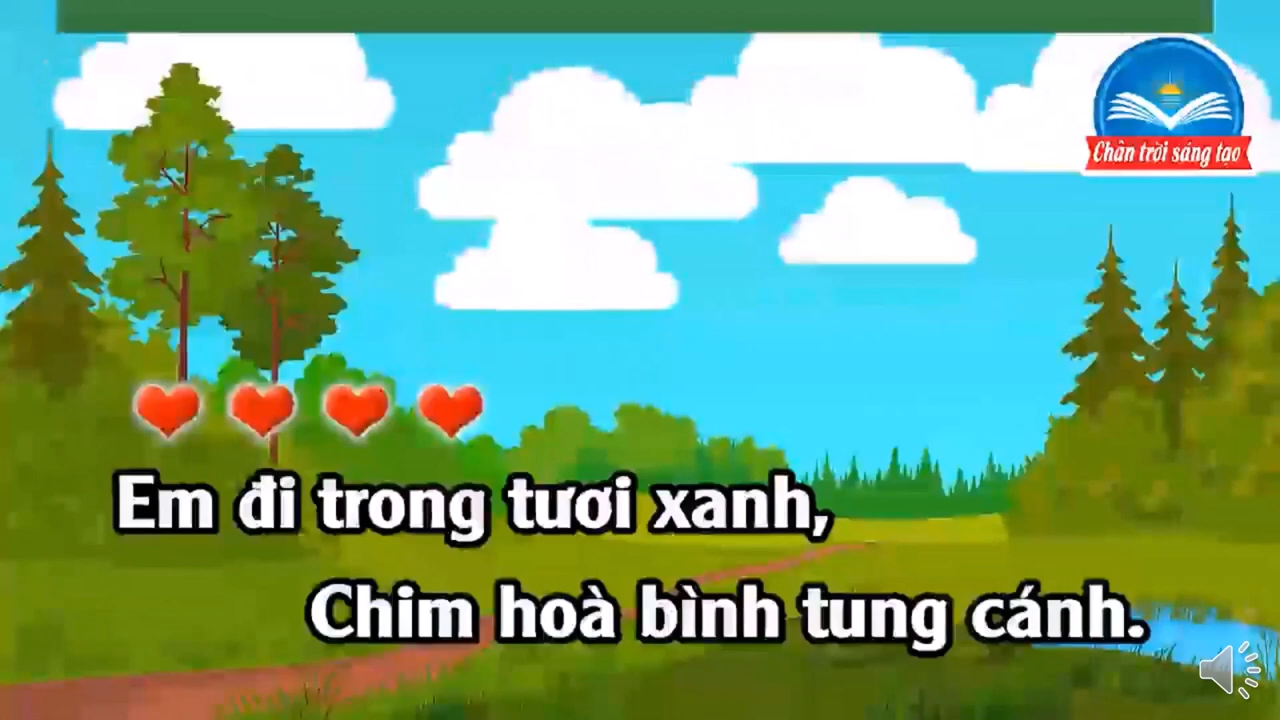 Chân trời sáng tạo
Em đi trong tươi xanh,
Chim hoà bình tung cánh.